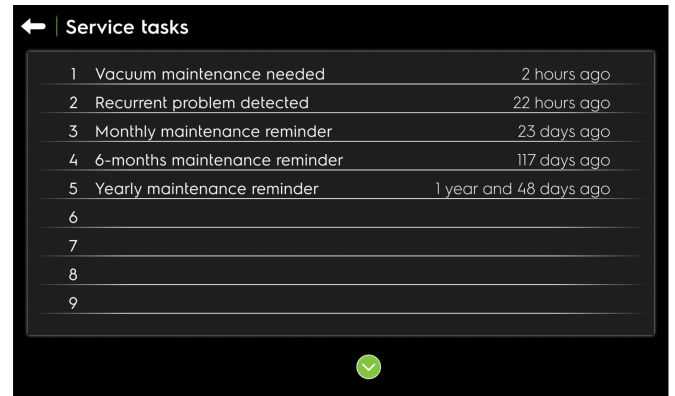 Service tasks
1 Vacuum maintenance needed 2 hours ago
2 Recurrent problem detected 22 hours ago
3 Monthly maintenance reminder 23 days ago
4 6-months maintenance reminder 117 days ago
5 Yearly maintenance reminder 1 year and 48 days ago
6
7
8
9